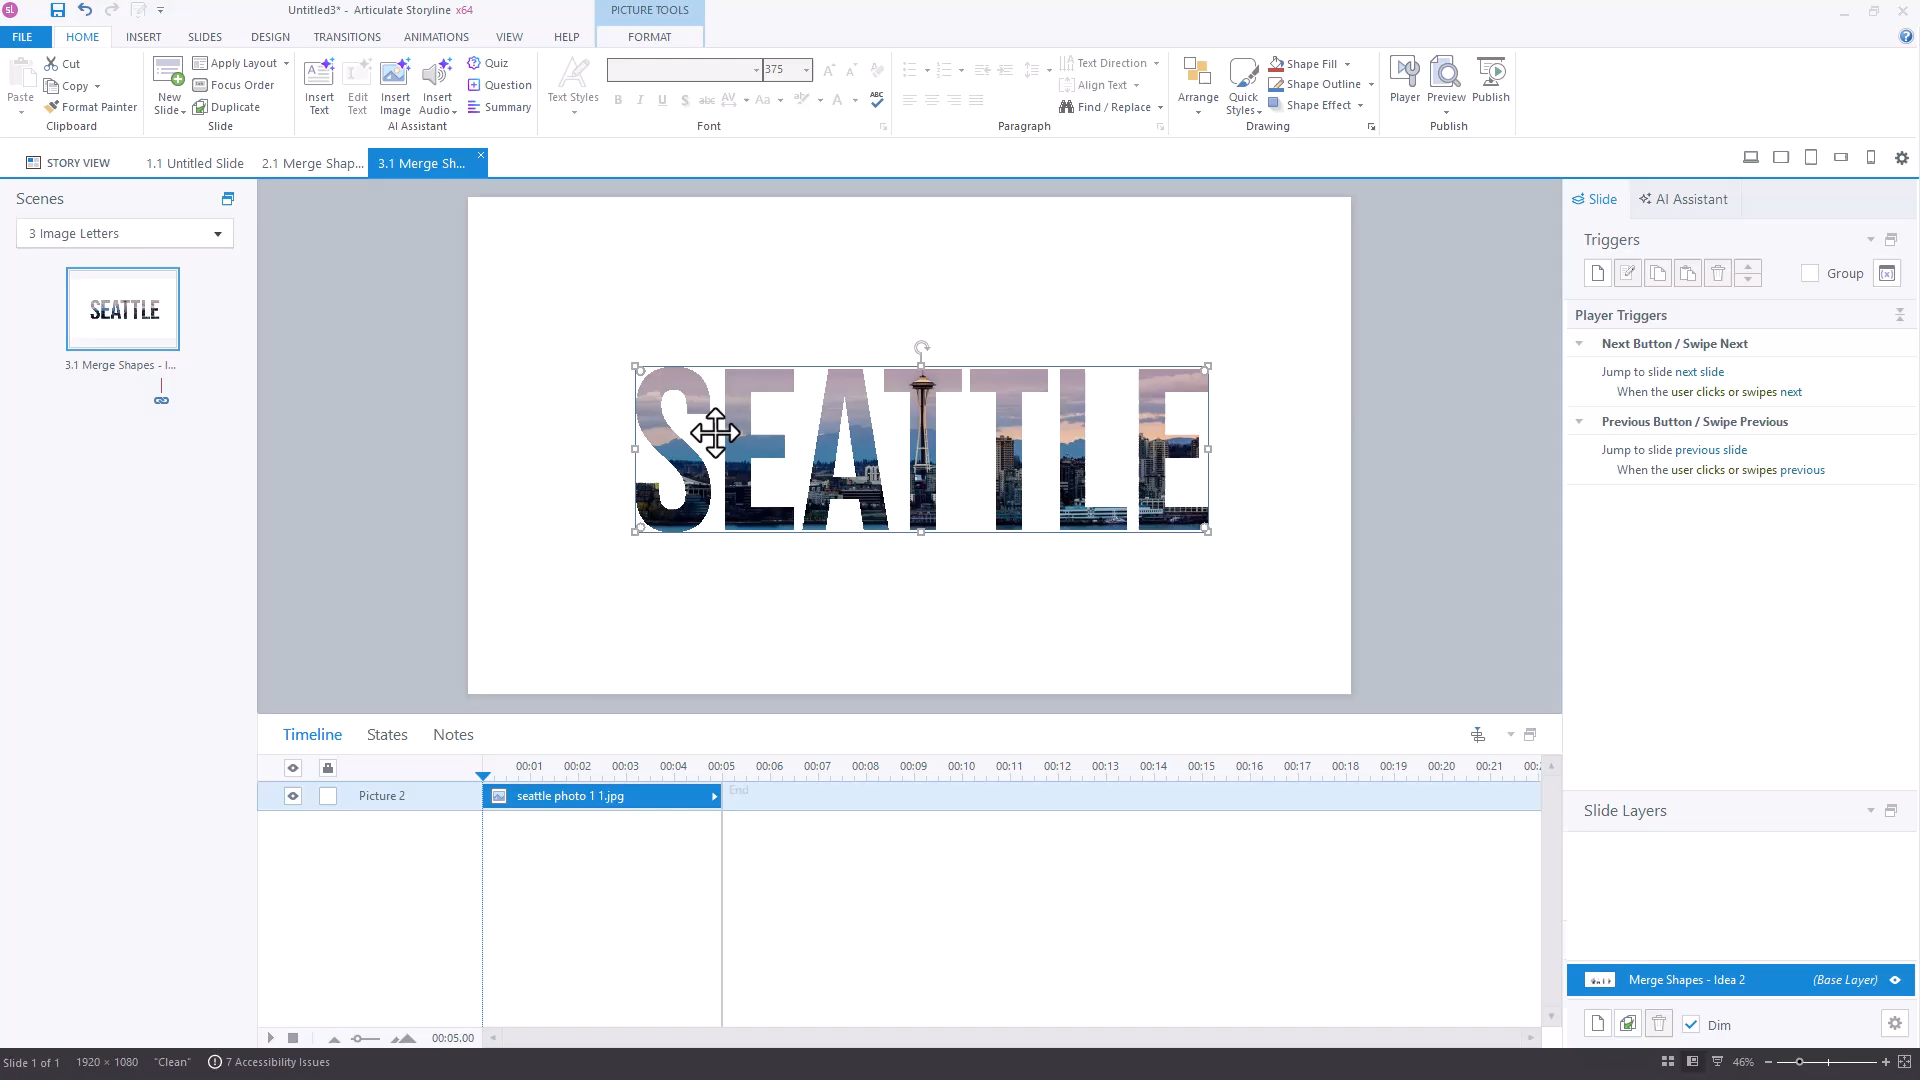 sl
Untitled3* - Articulate Storyline x64
PICTURE TOOLS
FILE HOME INSERT SLIDES DESIGN TRANSITIONS ANIMATIONS VIEW HELP FORMAT
Paste
Cut
Copy
Format Painter
Clipboard
New Slide
Apply Layout
Focus Order
Duplicate
Slide
Insert Text
Edit Text
Insert Image
Insert Audio
Quiz
Question
Summary
AI Assistant
Text Styles
375
B I U S abc AV Aa A ABC
Font
Text Direction
Align Text
Find / Replace
Paragraph
Arrange
Quick Styles
Shape Fill
Shape Outline
Shape Effect
Drawing
Player
Preview
Publish
Publish
STORY VIEW
1.1 Untitled Slide
2.1 Merge Shap...
3.1 Merge Sh...
Scenes
3 Image Letters
SEATTLE
3.1 Merge Shapes - I...
SEATTLE
Slide
AI Assistant
Triggers
Group
Player Triggers
Next Button / Swipe Next
Jump to slide next slide
When the user clicks or swipes next
Previous Button / Swipe Previous
Jump to slide previous slide
When the user clicks or swipes previous
Timeline States Notes
00:01 00:02 00:03 00:04 00:05 00:06 00:07 00:08 00:09 00:10 00:11 00:12 00:13 00:14 00:15 00:16 00:17 00:18 00:19 00:20 00:21
Picture 2
seattle photo 1 1.jpg
End
00:05.00
Slide Layers
Merge Shapes - Idea 2 (Base Layer)
Dim
Slide 1 of 1 1920 × 1080 "Clean" 7 Accessibility Issues
46%